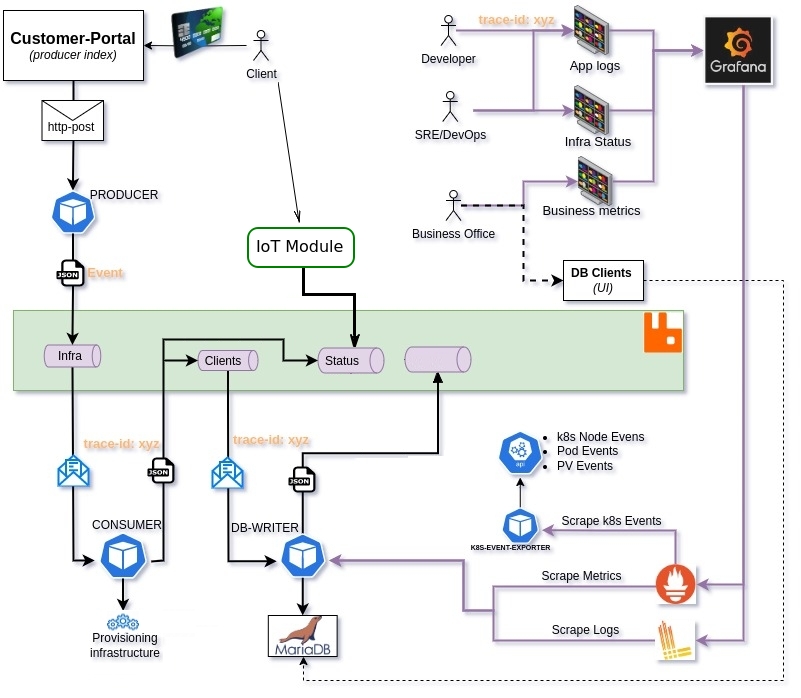 Customer-Portal
(producer index)
Client
http-post
PRODUCER
JSON
Event
IoT Module
trace-id: xyz
Developer
App logs
Grafana
SRE/DevOps
Infra Status
Business metrics
Business Office
DB Clients
(UI)
Infra
Clients
Status
trace-id: xyz
trace-id: xyz
JSON
JSON
CONSUMER
DB-WRITER
Provisioning
infrastructure
MariaDB
api
k8s Node Evens
Pod Events
PV Events
K8S-EVENT-EXPORTER
Scrape k8s Events
Scrape Metrics
Scrape Logs